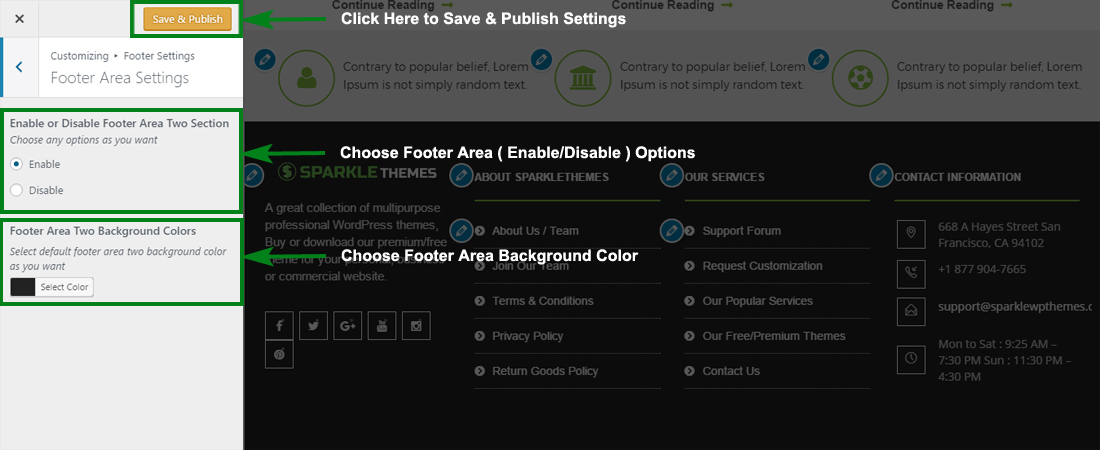 Save & Publish
Click Here to Save & Publish Settings
Customizing ▸ Footer Settings
Footer Area Settings
Enable or Disable Footer Area Two Section
Choose any options as you want
Enable
Disable
Choose Footer Area ( Enable/Disable ) Options
Footer Area Two Background Colors
Select default footer area two background color
as you want
Select Color
Choose Footer Area Background Color
Continue Reading
Continue Reading
Continue Reading
Contrary to popular belief, Lorem
Ipsum is not simply random text.
Contrary to popular belief, Lorem
Ipsum is not simply random text.
Contrary to popular belief, Lorem
Ipsum is not simply random text.
SPARKLETHEMES
A great collection of multipurpose
professional WordPress themes,
Buy or download our premium/free
theme for your personal, business
or commercial website.
ABOUT SPARKLETHEMES
About Us / Team
Join Our Team
Terms & Conditions
Privacy Policy
Return Goods Policy
OUR SERVICES
Support Forum
Request Customization
Our Popular Services
Our Free/Premium Themes
Contact Us
CONTACT INFORMATION
668 A Hayes Street San
Francisco, CA 94102
+1 877 904-7665
support@sparklewpthemes.c
Mon to Sat : 9:25 AM –
7:30 PM Sun : 11:30 PM –
4:30 PM